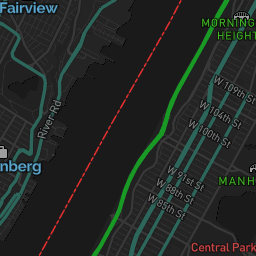 Fairview
MORNING
HEIGHT
W 109th St
W 104th St
W 100th St
River Rd
nberg
W 91st St
W 88th St
W 85th St
MANH
Central Park